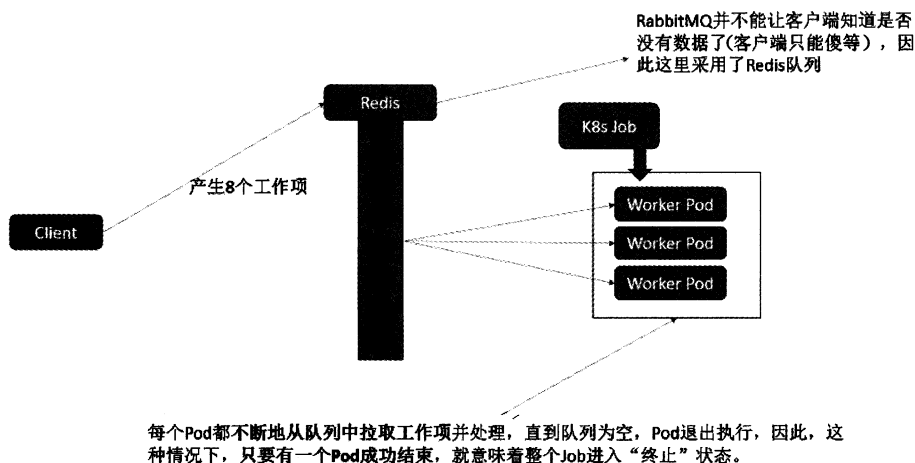 RabbitMQ并不能让客户端知道是否
没有数据了(客户端只能傻等），因
此这里采用了Redis队列
Redis
K8s Job
产生8个工作项
Worker Pod
Client
Worker Pod
Worker Pod
每个Pod都不断地从队列中拉取工作项并处理，直到队列为空，Pod退出执行，因此，这
种情况下，只要有一个Pod成功结束，就意味着整个Job进入“终止”状态。